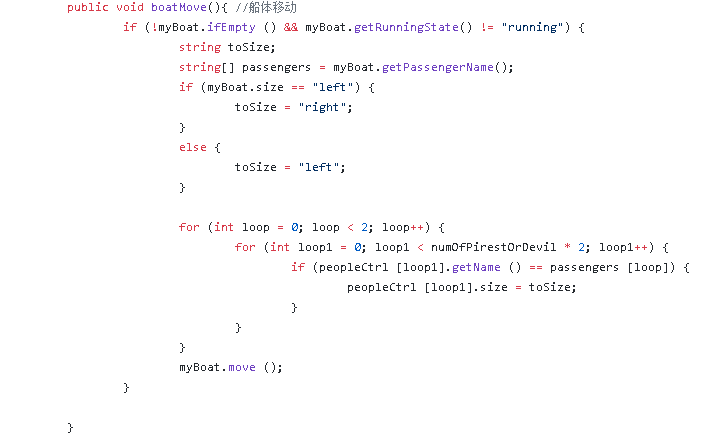 public void boatMove(){ //船体移动
if (!myBoat.ifEmpty () && myBoat.getRunningState() != "running") {
string toSize;
string[] passengers = myBoat.getPassengerName();
if (myBoat.size == "left") {
toSize = "right";
}
else {
toSize = "left";
}
for (int loop = 0; loop < 2; loop++) {
for (int loop1 = 0; loop1 < numOfPirestOrDevil * 2; loop1++) {
if (peopleCtrl [loop1].getName () == passengers [loop]) {
peopleCtrl [loop1].size = toSize;
}
}
}
myBoat.move ();
}
}